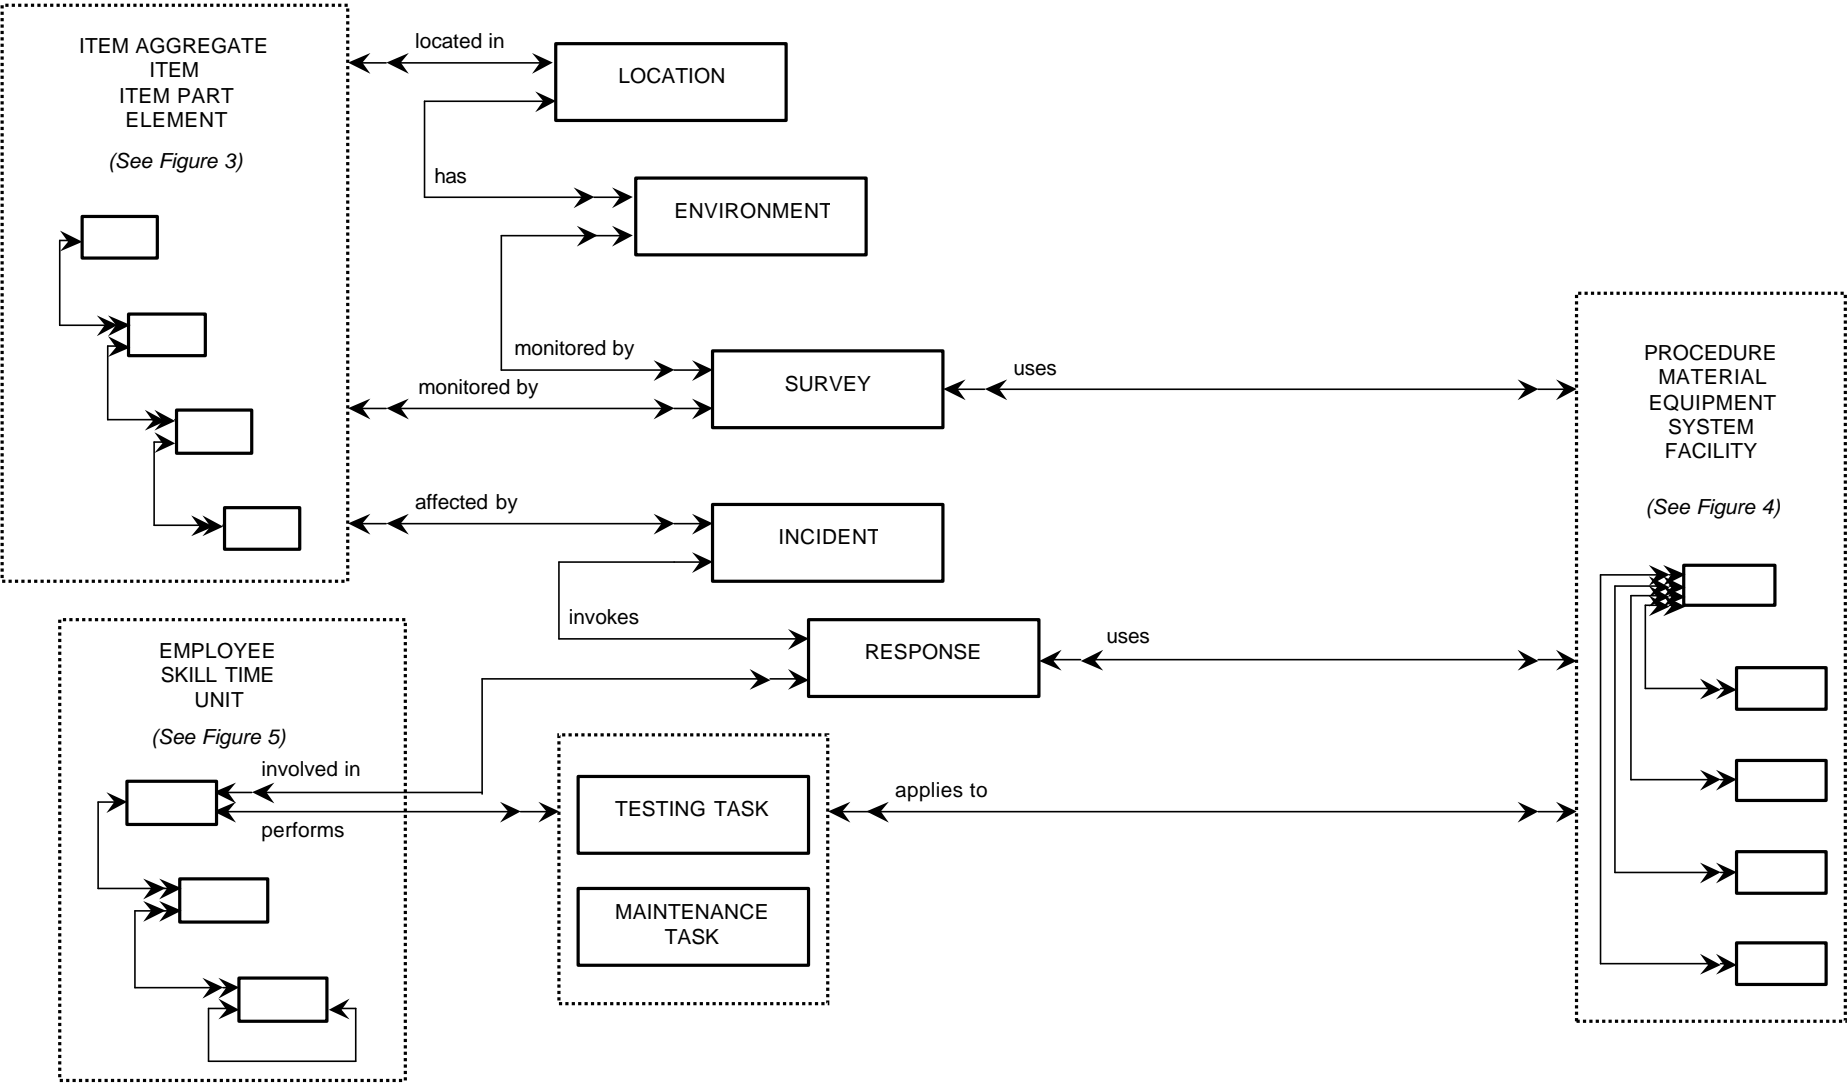 ITEM AGGREGATE
ITEM
ITEM PART
ELEMENT
(See Figure 3)
located in
LOCATION
has
ENVIRONMENT
monitored by
monitored by
SURVEY
uses
PROCEDURE
MATERIAL
EQUIPMENT
SYSTEM
FACILITY
(See Figure 4)
affected by
INCIDENT
invokes
RESPONSE
uses
EMPLOYEE
SKILL TIME
UNIT
(See Figure 5)
involved in
performs
TESTING TASK
applies to
MAINTENANCE
TASK